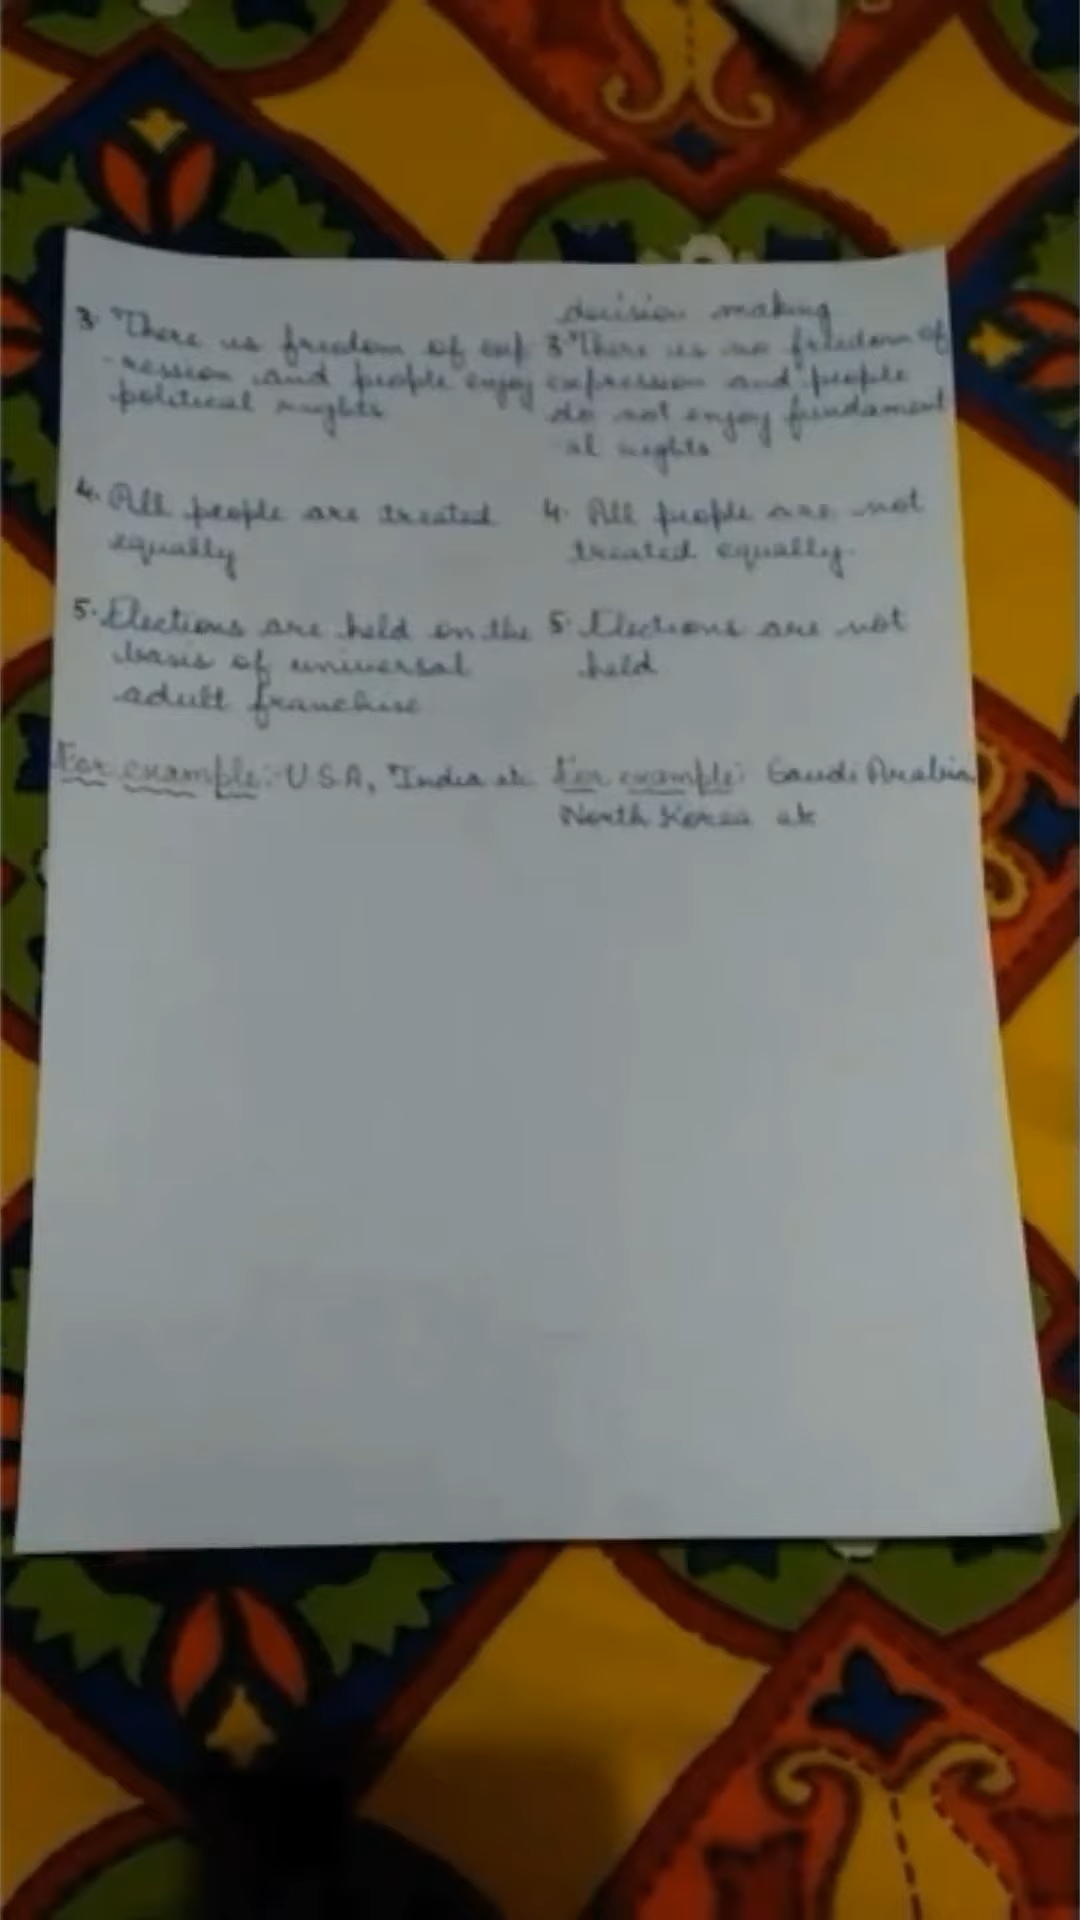 3. There is freedom of exp
-ression and people enjoy
political rights
4. All people are treated
equally
5. Elections are held on the
basis of universal
adult franchise
For example:- U.S.A, India etc
decision making
3. There is no freedom of
expression and people
do not enjoy fundament
-al rights
4. All people are not
treated equally.
5. Elections are not
held
For example: Saudi Arabia,
North Korea etc